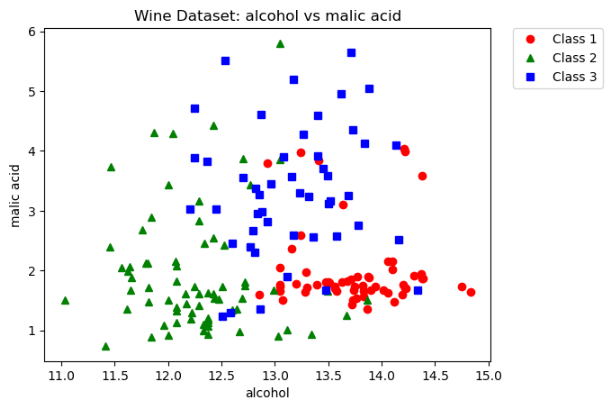 Wine Dataset: alcohol vs malic acid
Class 1
Class 2
Class 3
6
5
4
3
2
1
malic acid
11.0 11.5 12.0 12.5 13.0 13.5 14.0 14.5 15.0
alcohol